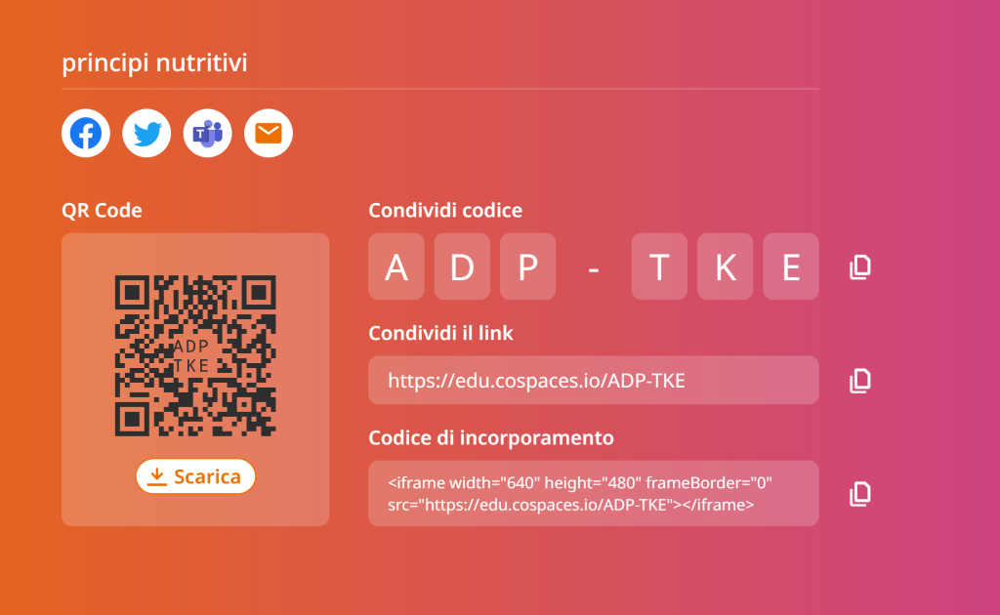 principi nutritivi
QR Code
ADP
TKE
Scarica
Condividi codice
A D P - T K E
Condividi il link
https://edu.cospaces.io/ADP-TKE
Codice di incorporamento
<iframe width="640" height="480" frameBorder="0"
src="https://edu.cospaces.io/ADP-TKE"></iframe>